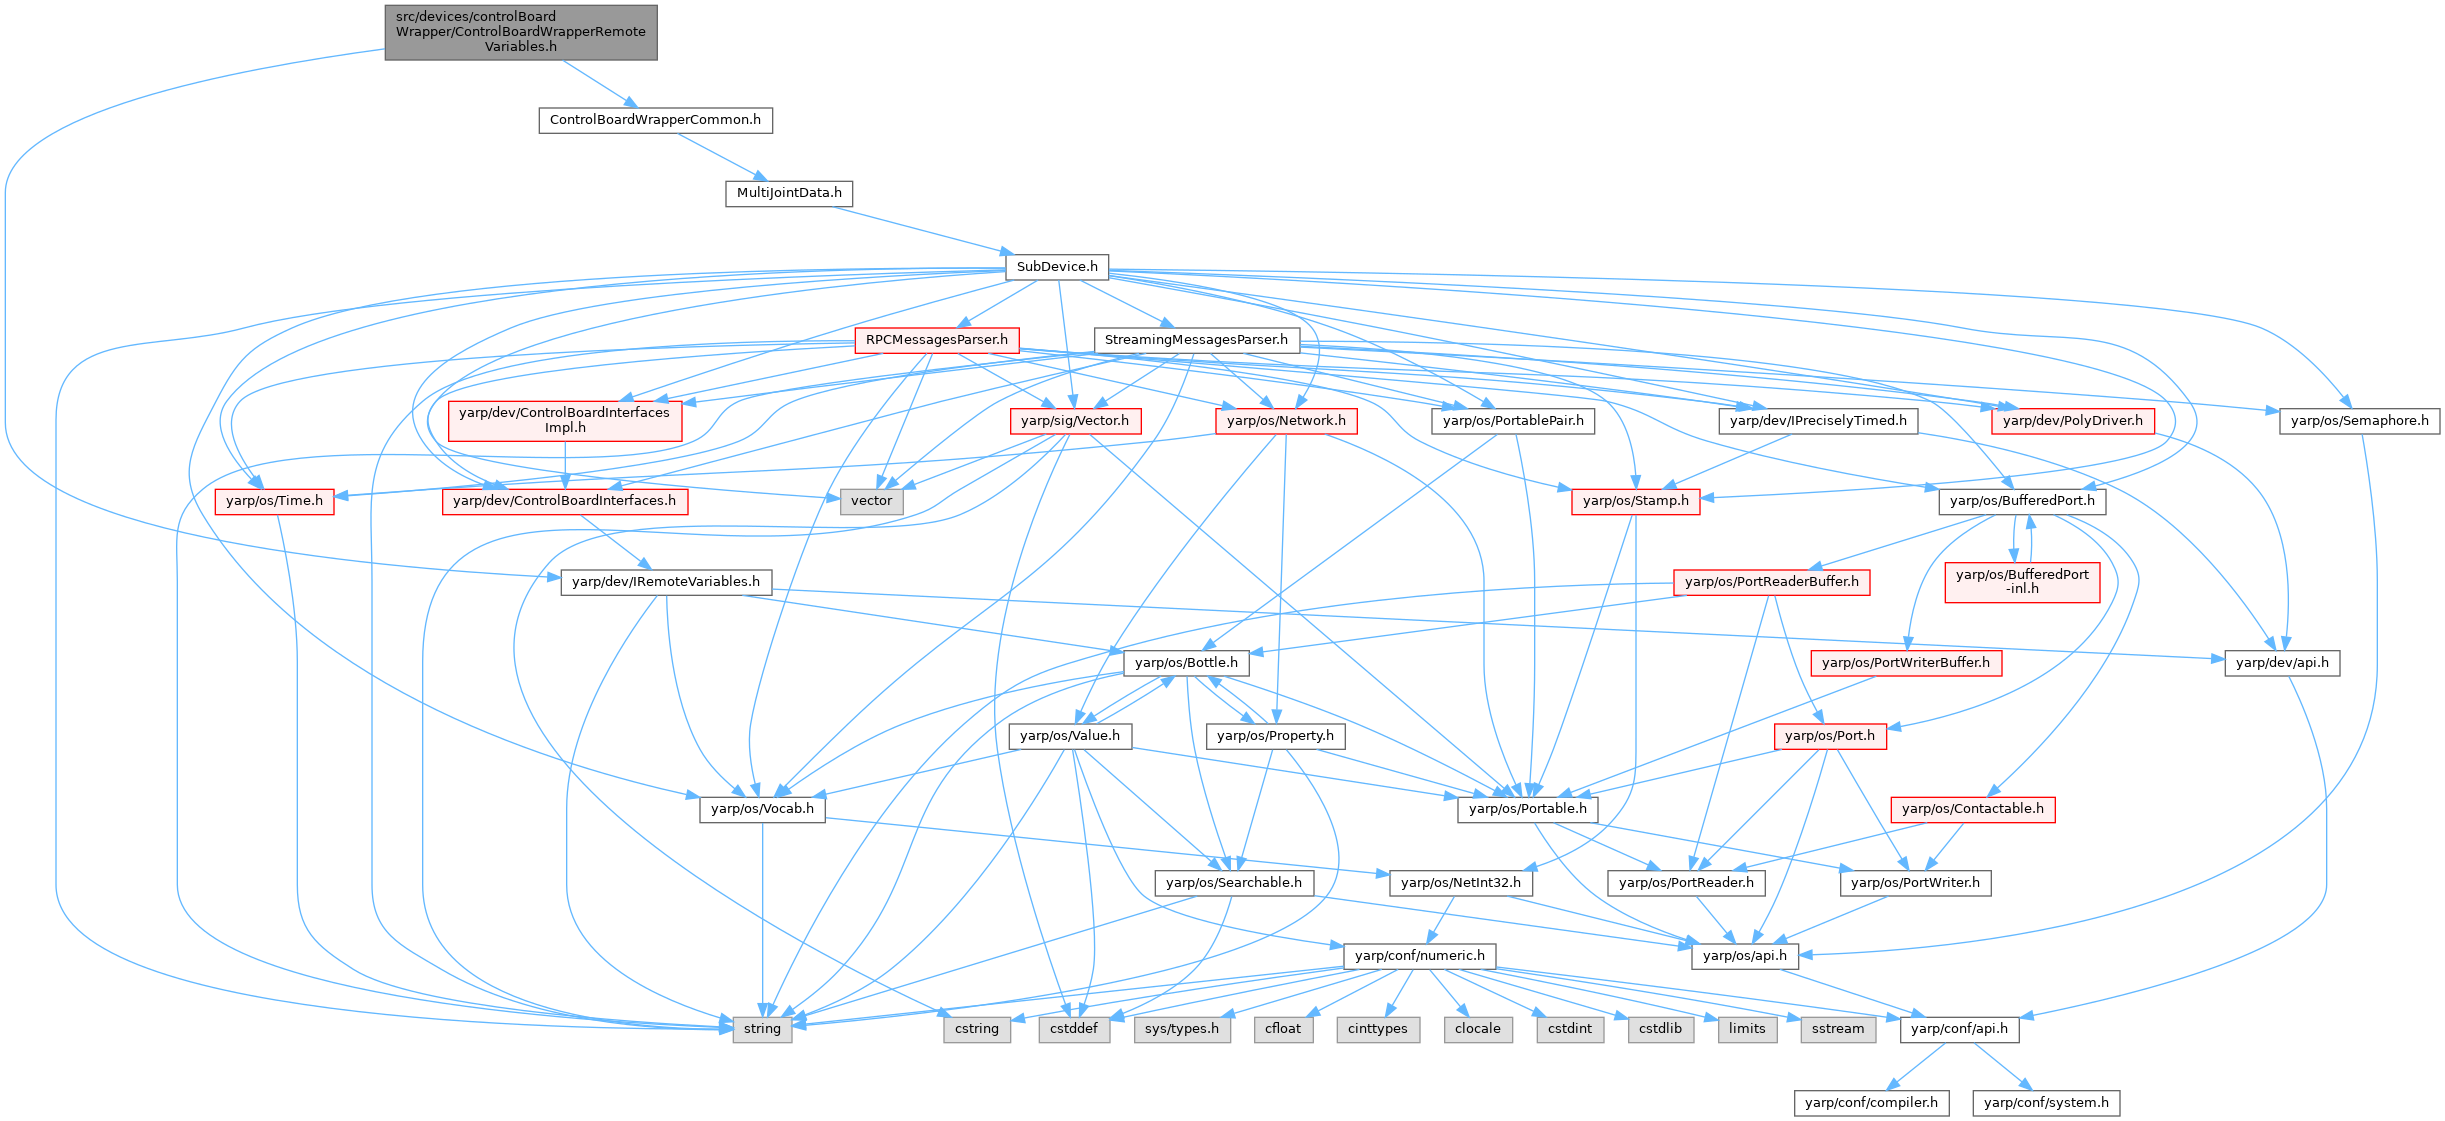 src/devices/controlBoard
Wrapper/ControlBoardWrapperRemote
Variables.h
ControlBoardWrapperCommon.h
MultiJointData.h
SubDevice.h
RPCMessagesParser.h
StreamingMessagesParser.h
yarp/dev/ControlBoardInterfaces
Impl.h
yarp/sig/Vector.h
yarp/os/Network.h
yarp/os/PortablePair.h
yarp/dev/IPreciselyTimed.h
yarp/dev/PolyDriver.h
yarp/os/Semaphore.h
yarp/os/Time.h
yarp/dev/ControlBoardInterfaces.h
vector
yarp/os/Stamp.h
yarp/os/BufferedPort.h
yarp/dev/IRemoteVariables.h
yarp/os/PortReaderBuffer.h
yarp/os/BufferedPort
-inl.h
yarp/os/Bottle.h
yarp/os/PortWriterBuffer.h
yarp/dev/api.h
yarp/os/Value.h
yarp/os/Property.h
yarp/os/Port.h
yarp/os/Vocab.h
yarp/os/Portable.h
yarp/os/Contactable.h
yarp/os/Searchable.h
yarp/os/NetInt32.h
yarp/os/PortReader.h
yarp/os/PortWriter.h
yarp/conf/numeric.h
yarp/os/api.h
string
cstring
cstddef
sys/types.h
cfloat
cinttypes
clocale
cstdint
cstdlib
limits
sstream
yarp/conf/api.h
yarp/conf/compiler.h
yarp/conf/system.h